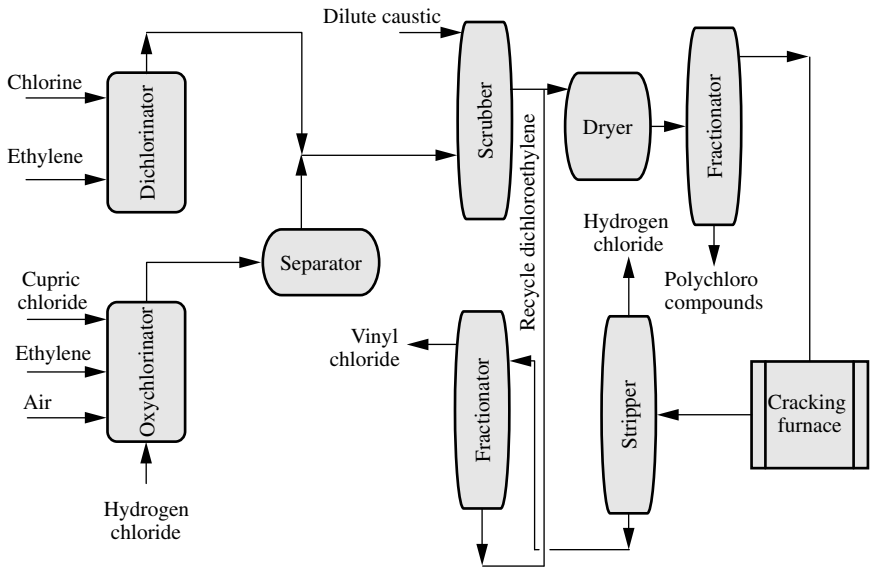 Dilute caustic
Chlorine
Ethylene
Dichlorinator
Scrubber
Recycle dichloroethylene
Dryer
Fractionator
Hydrogen
chloride
Polychloro
compounds
Separator
Cupric
chloride
Ethylene
Air
Oxychlorinator
Hydrogen
chloride
Vinyl
chloride
Fractionator
Stripper
Cracking
furnace